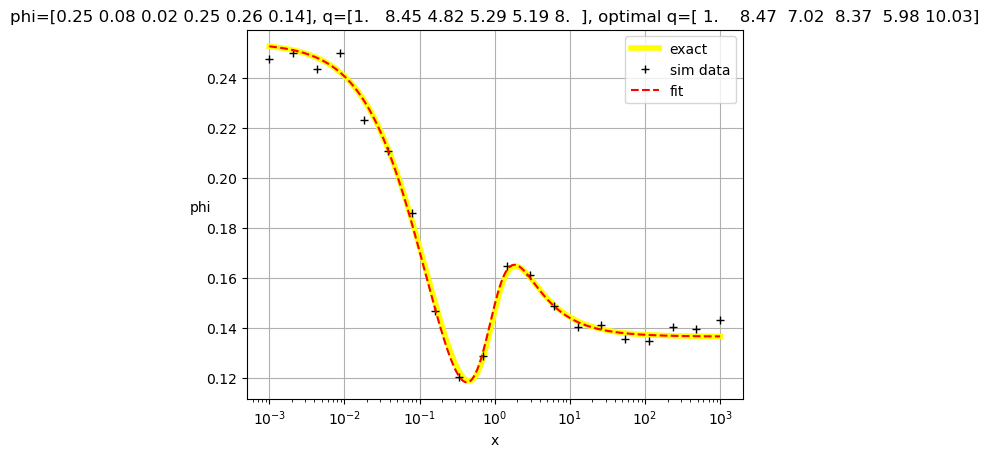 phi=[0.25 0.08 0.02 0.25 0.26 0.14], q=[1.   8.45 4.82 5.29 5.19 8.  ], optimal q=[ 1.    8.47  7.02  8.37  5.98 10.03]
exact
sim data
fit
0.24
0.22
0.20
0.18
0.16
0.14
0.12
phi
10⁻³
10⁻²
10⁻¹
10⁰
10¹
10²
10³
x